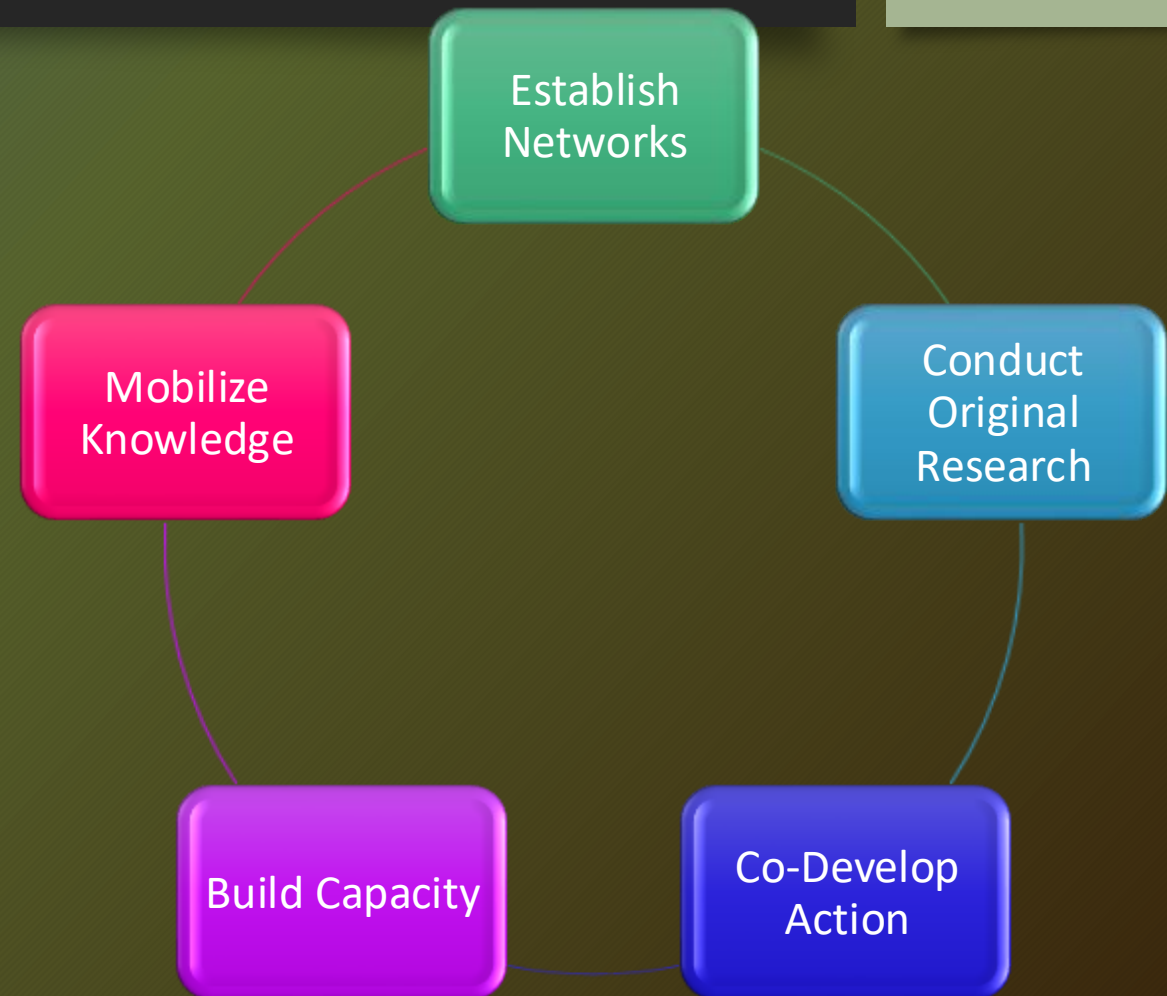 Establish
Networks
Conduct
Original
Research
Co-Develop
Action
Build Capacity
Mobilize
Knowledge